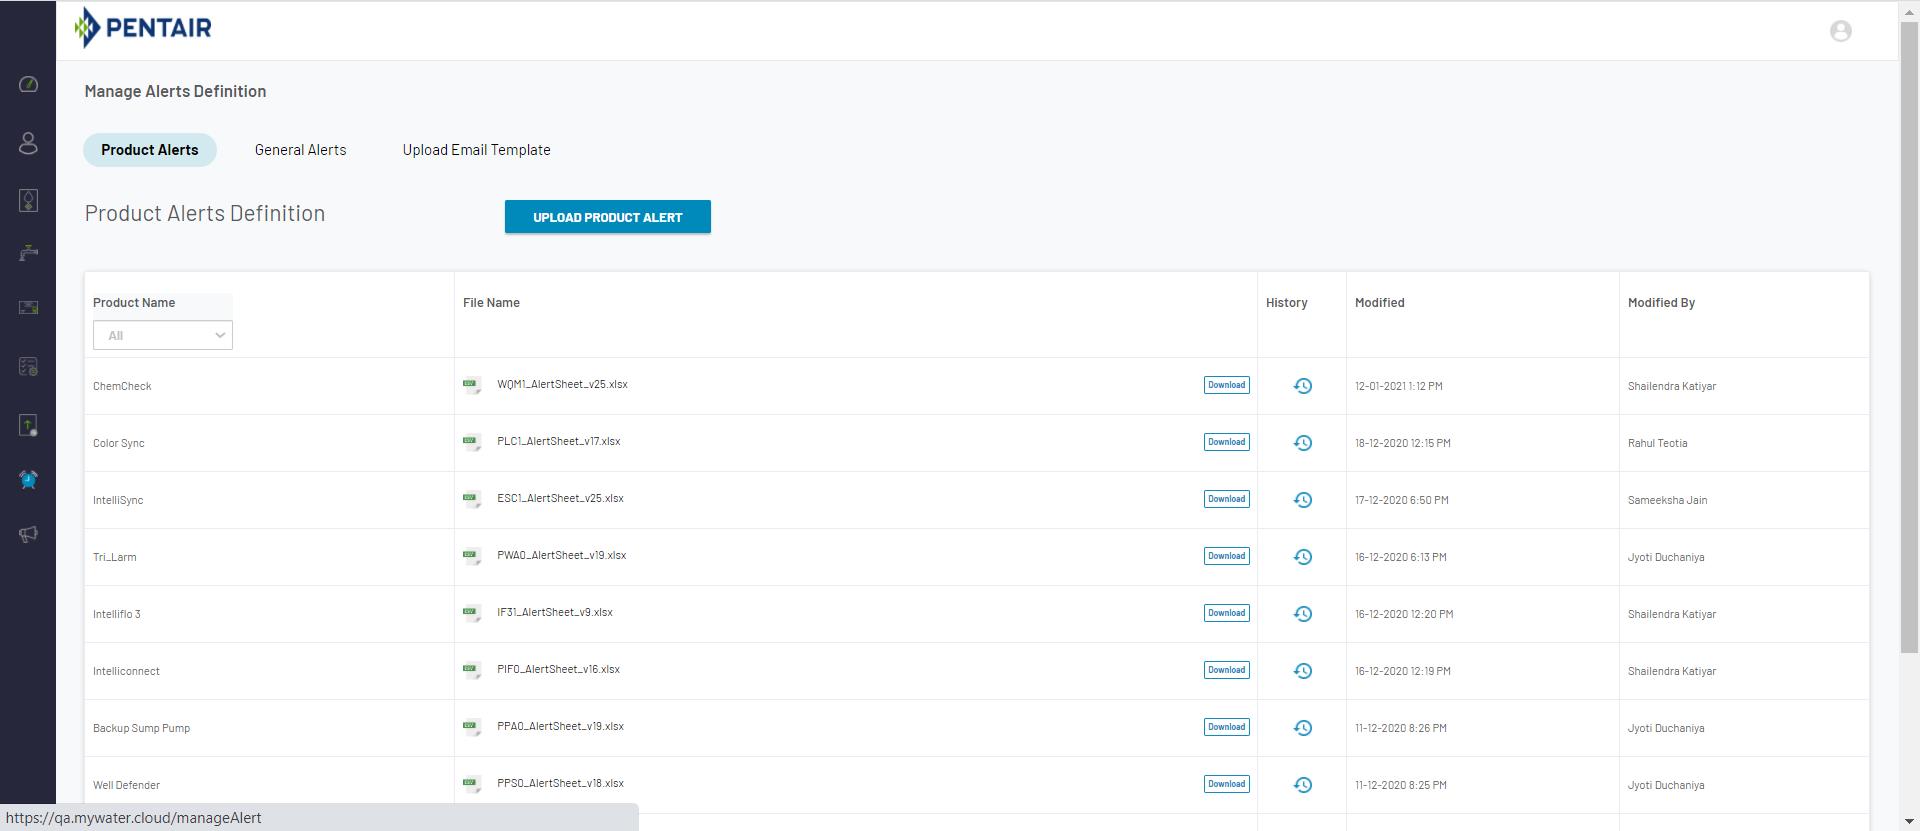 PENTAIR
Manage Alerts Definition
Product Alerts General Alerts Upload Email Template
Product Alerts Definition UPLOAD PRODUCT ALERT
Product Name File Name History Modified Modified By
All
ChemCheck WQM1_AlertSheet_v25.xlsx Download 12-01-2021 1:12 PM Shailendra Katiyar
Color Sync PLC1_AlertSheet_v17.xlsx Download 18-12-2020 12:15 PM Rahul Teotia
IntelliSync ESC1_AlertSheet_v25.xlsx Download 17-12-2020 6:50 PM Sameeksha Jain
Tri_Larm PWA0_AlertSheet_v19.xlsx Download 16-12-2020 6:13 PM Jyoti Duchaniya
Intelliflo 3 IF31_AlertSheet_v9.xlsx Download 16-12-2020 12:20 PM Shailendra Katiyar
Intelliconnect PIF0_AlertSheet_v16.xlsx Download 16-12-2020 12:19 PM Shailendra Katiyar
Backup Sump Pump PPA0_AlertSheet_v19.xlsx Download 11-12-2020 8:26 PM Jyoti Duchaniya
Well Defender PPS0_AlertSheet_v18.xlsx Download 11-12-2020 8:25 PM Jyoti Duchaniya
https://qa.mywater.cloud/manageAlert